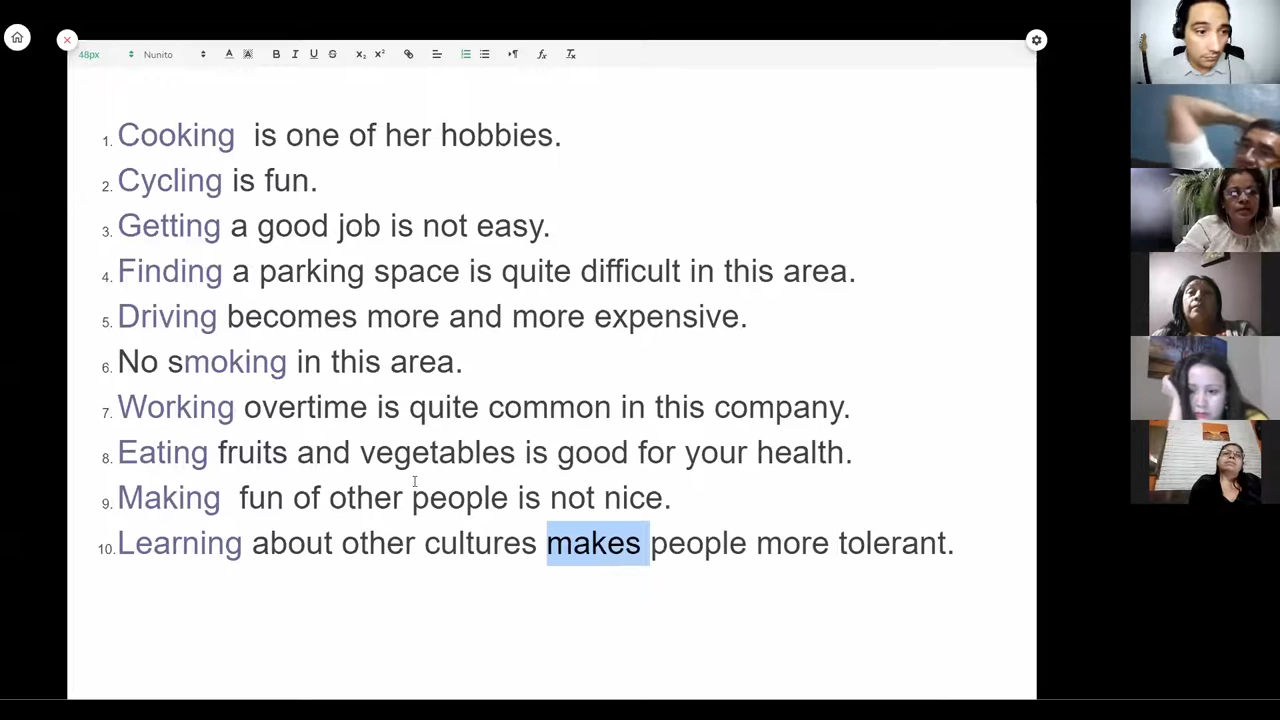 48px Nunito
1. Cooking is one of her hobbies.
2. Cycling is fun.
3. Getting a good job is not easy.
4. Finding a parking space is quite difficult in this area.
5. Driving becomes more and more expensive.
6. No smoking in this area.
7. Working overtime is quite common in this company.
8. Eating fruits and vegetables is good for your health.
9. Making fun of other people is not nice.
10. Learning about other cultures makes people more tolerant.